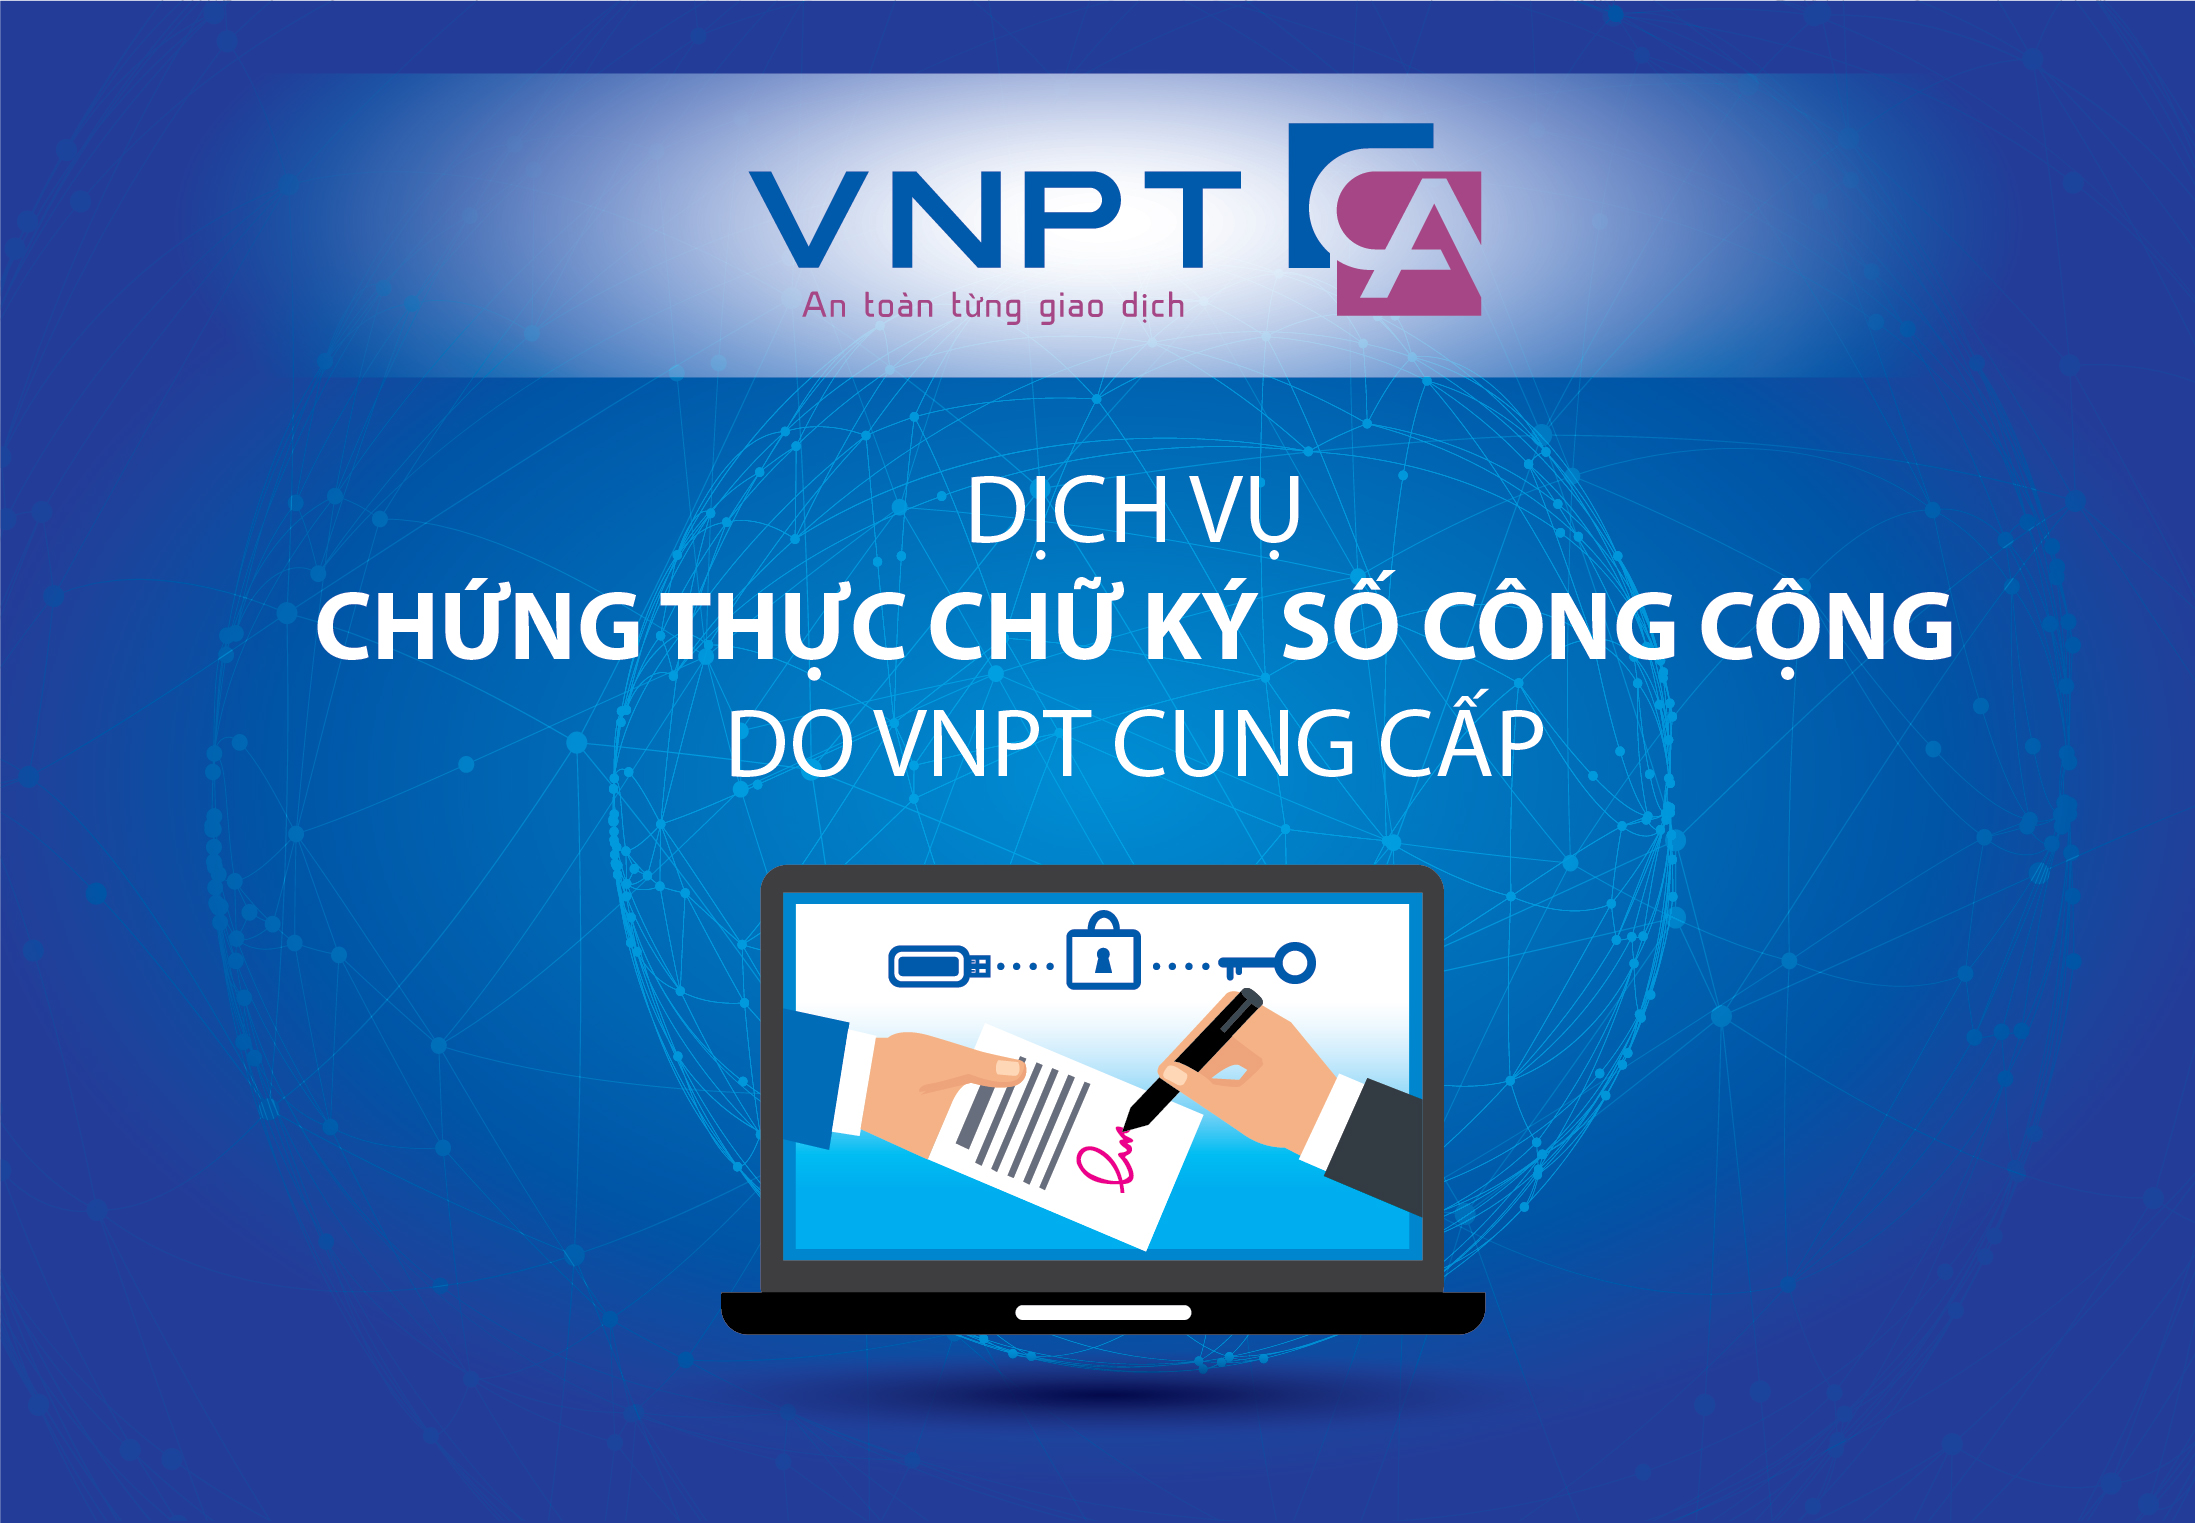 VNPT CA
An toàn từng giao dịch
DỊCH VỤ
CHỨNG THỰC CHỮ KÝ SỐ CÔNG CỘNG
DO VNPT CUNG CẤP